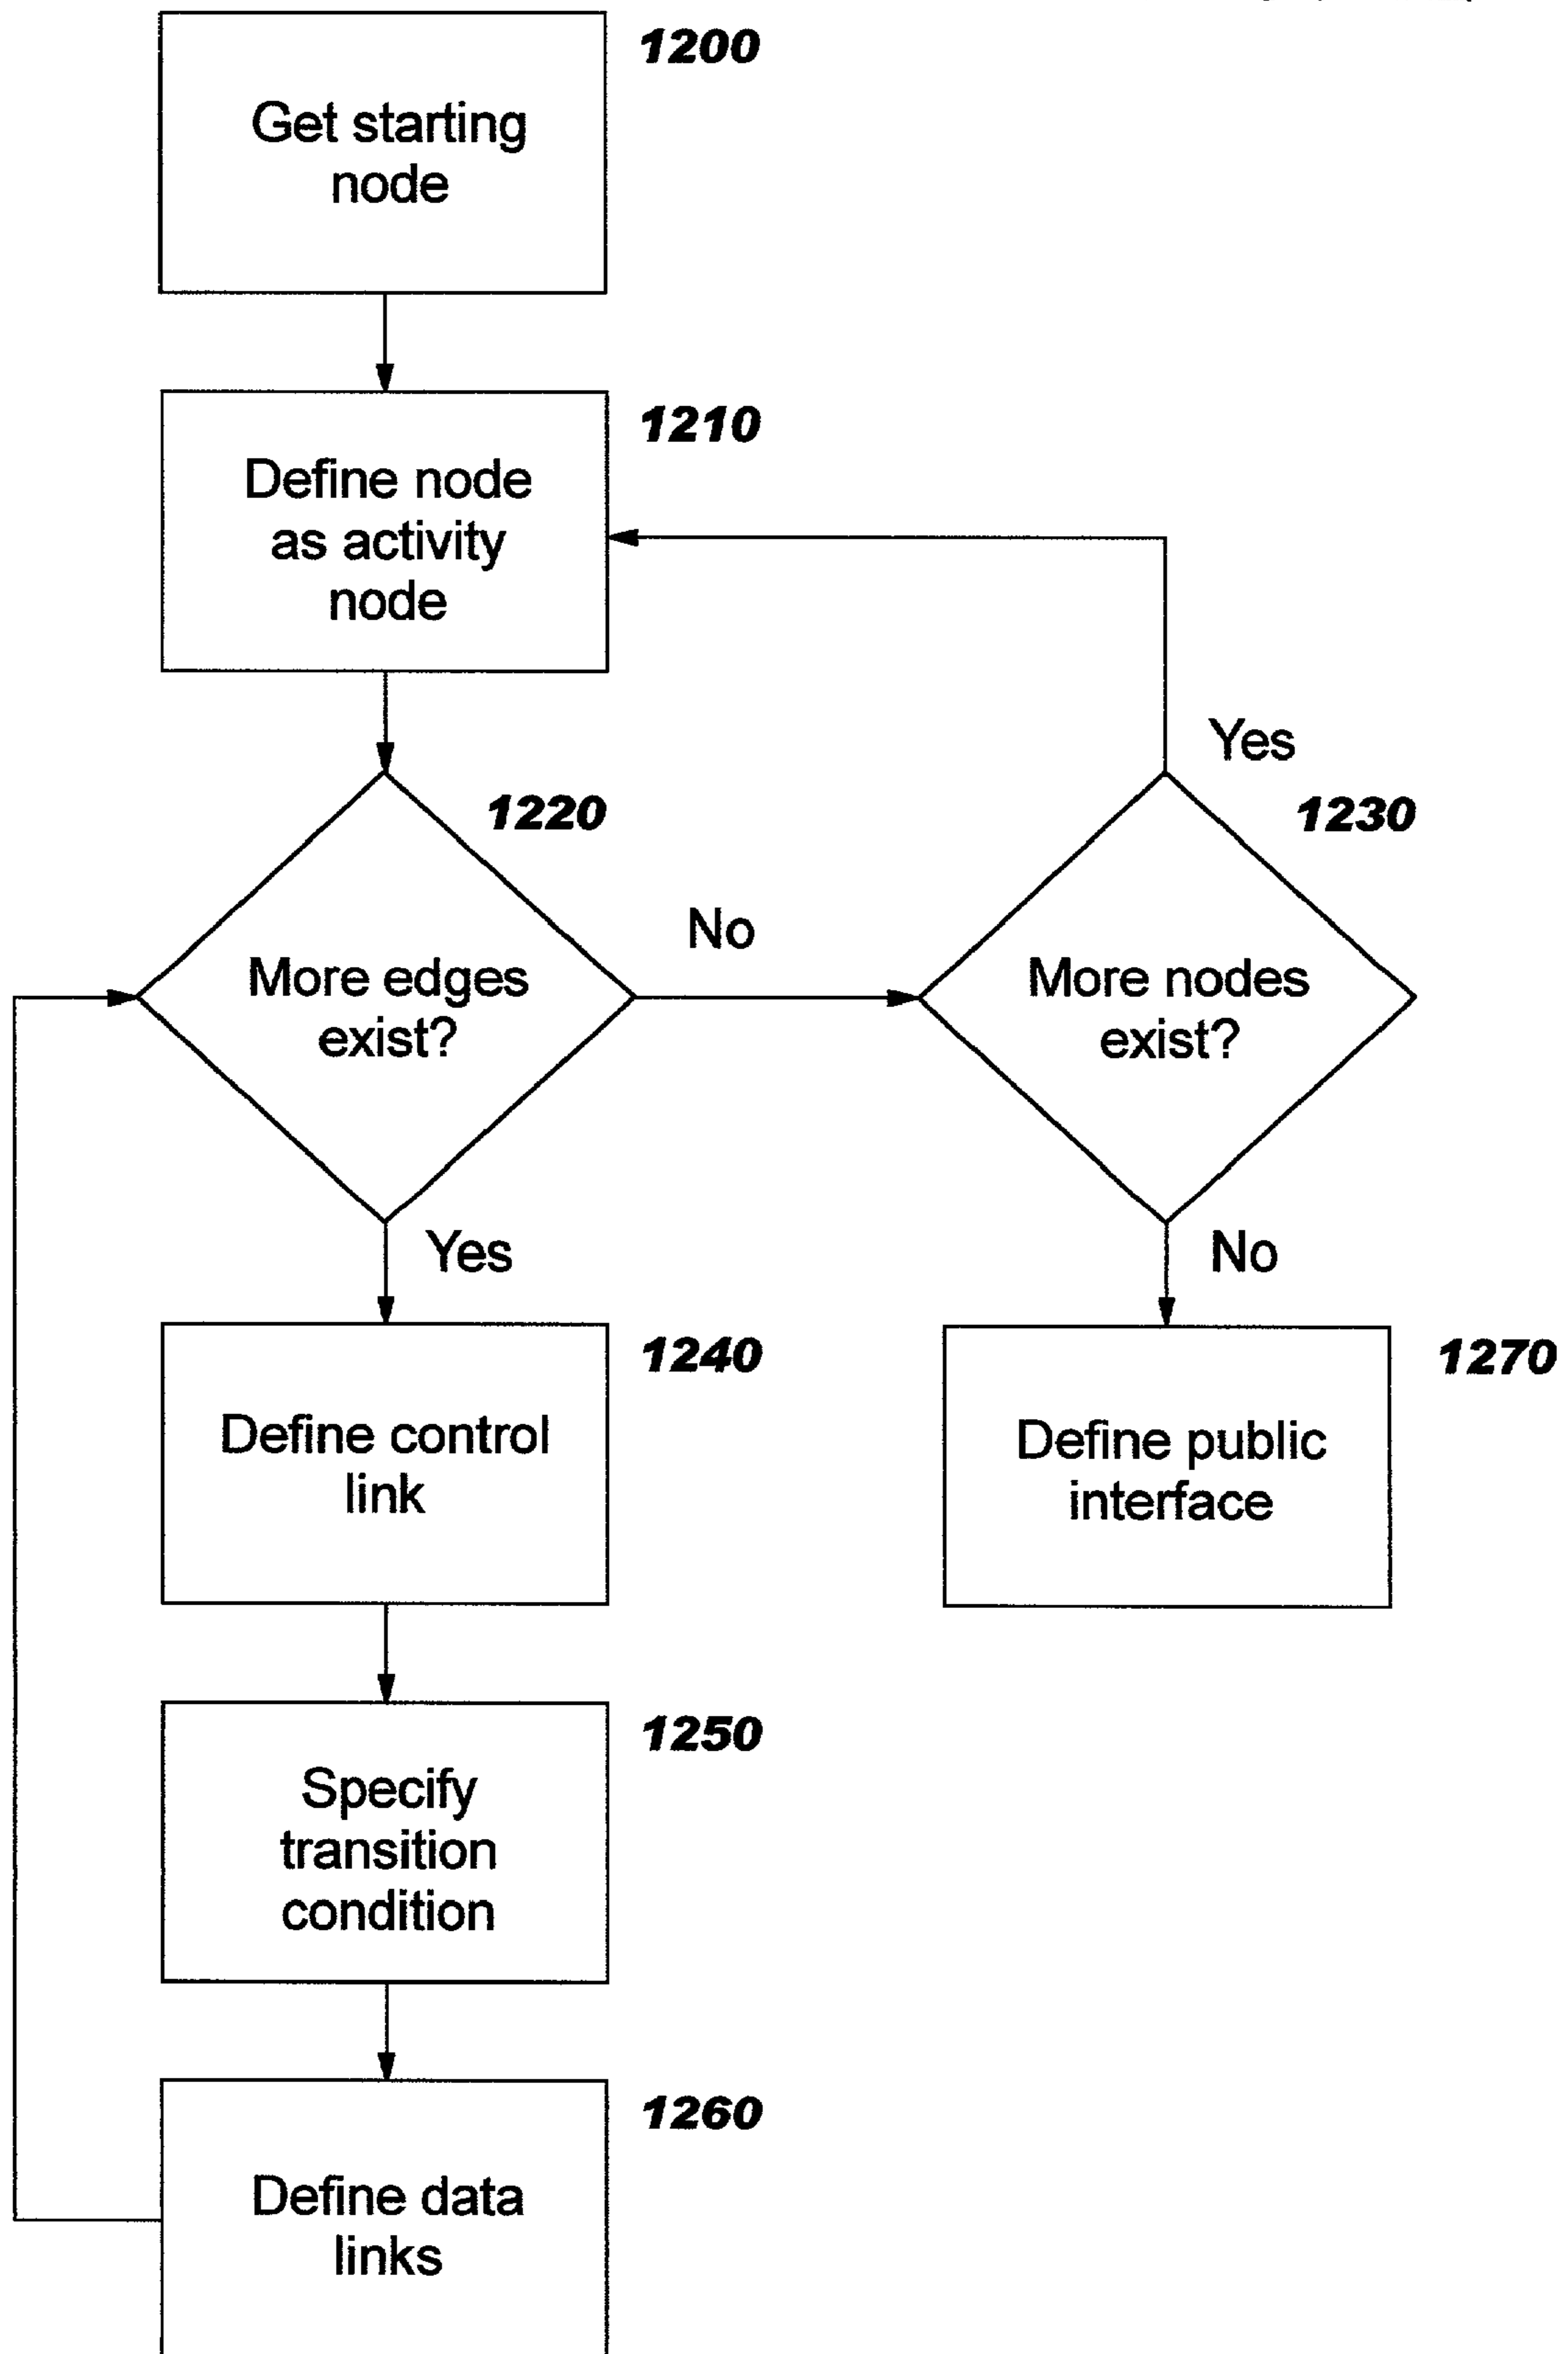 1200
Get starting
node
1210
Define node
as activity
node
Yes
1220
1230
No
More edges
exist?
More nodes
exist?
Yes
No
1240
1270
Define control
link
Define public
interface
1250
Specify
transition
condition
1260
Define data
links